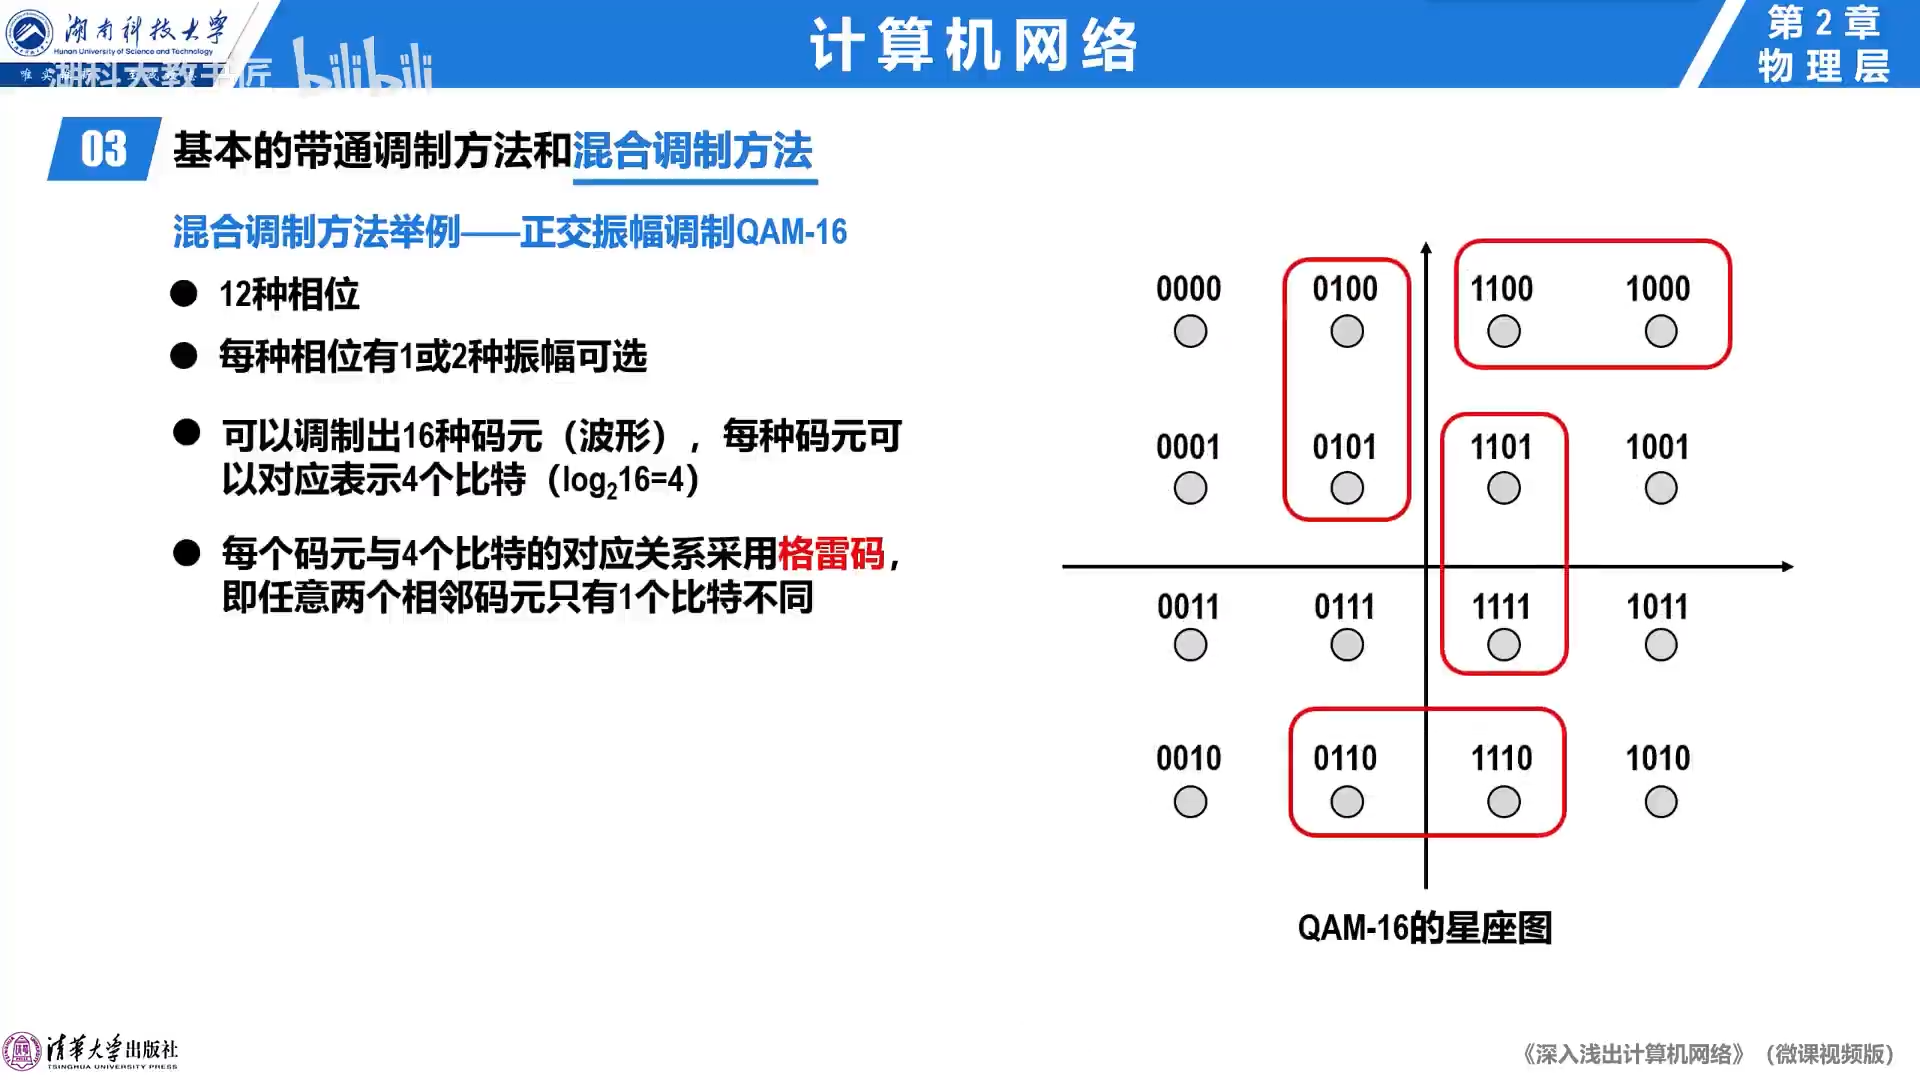 湖南科技大学
Hunan University of Science and Technology
湖科大教书匠
bilibili
计算机网络
第 2 章
物理层
03
基本的带通调制方法和混合调制方法
混合调制方法举例——正交振幅调制QAM-16
12种相位
每种相位有1或2种振幅可选
可以调制出16种码元（波形），每种码元可
以对应表示4个比特（log₂16=4）
每个码元与4个比特的对应关系采用格雷码，
即任意两个相邻码元只有1个比特不同
0000 0100 1100 1000
0001 0101 1101 1001
0011 0111 1111 1011
0010 0110 1110 1010
QAM-16的星座图
清华大学出版社
TSINGHUA UNIVERSITY PRESS
《深入浅出计算机网络》（微课视频版）